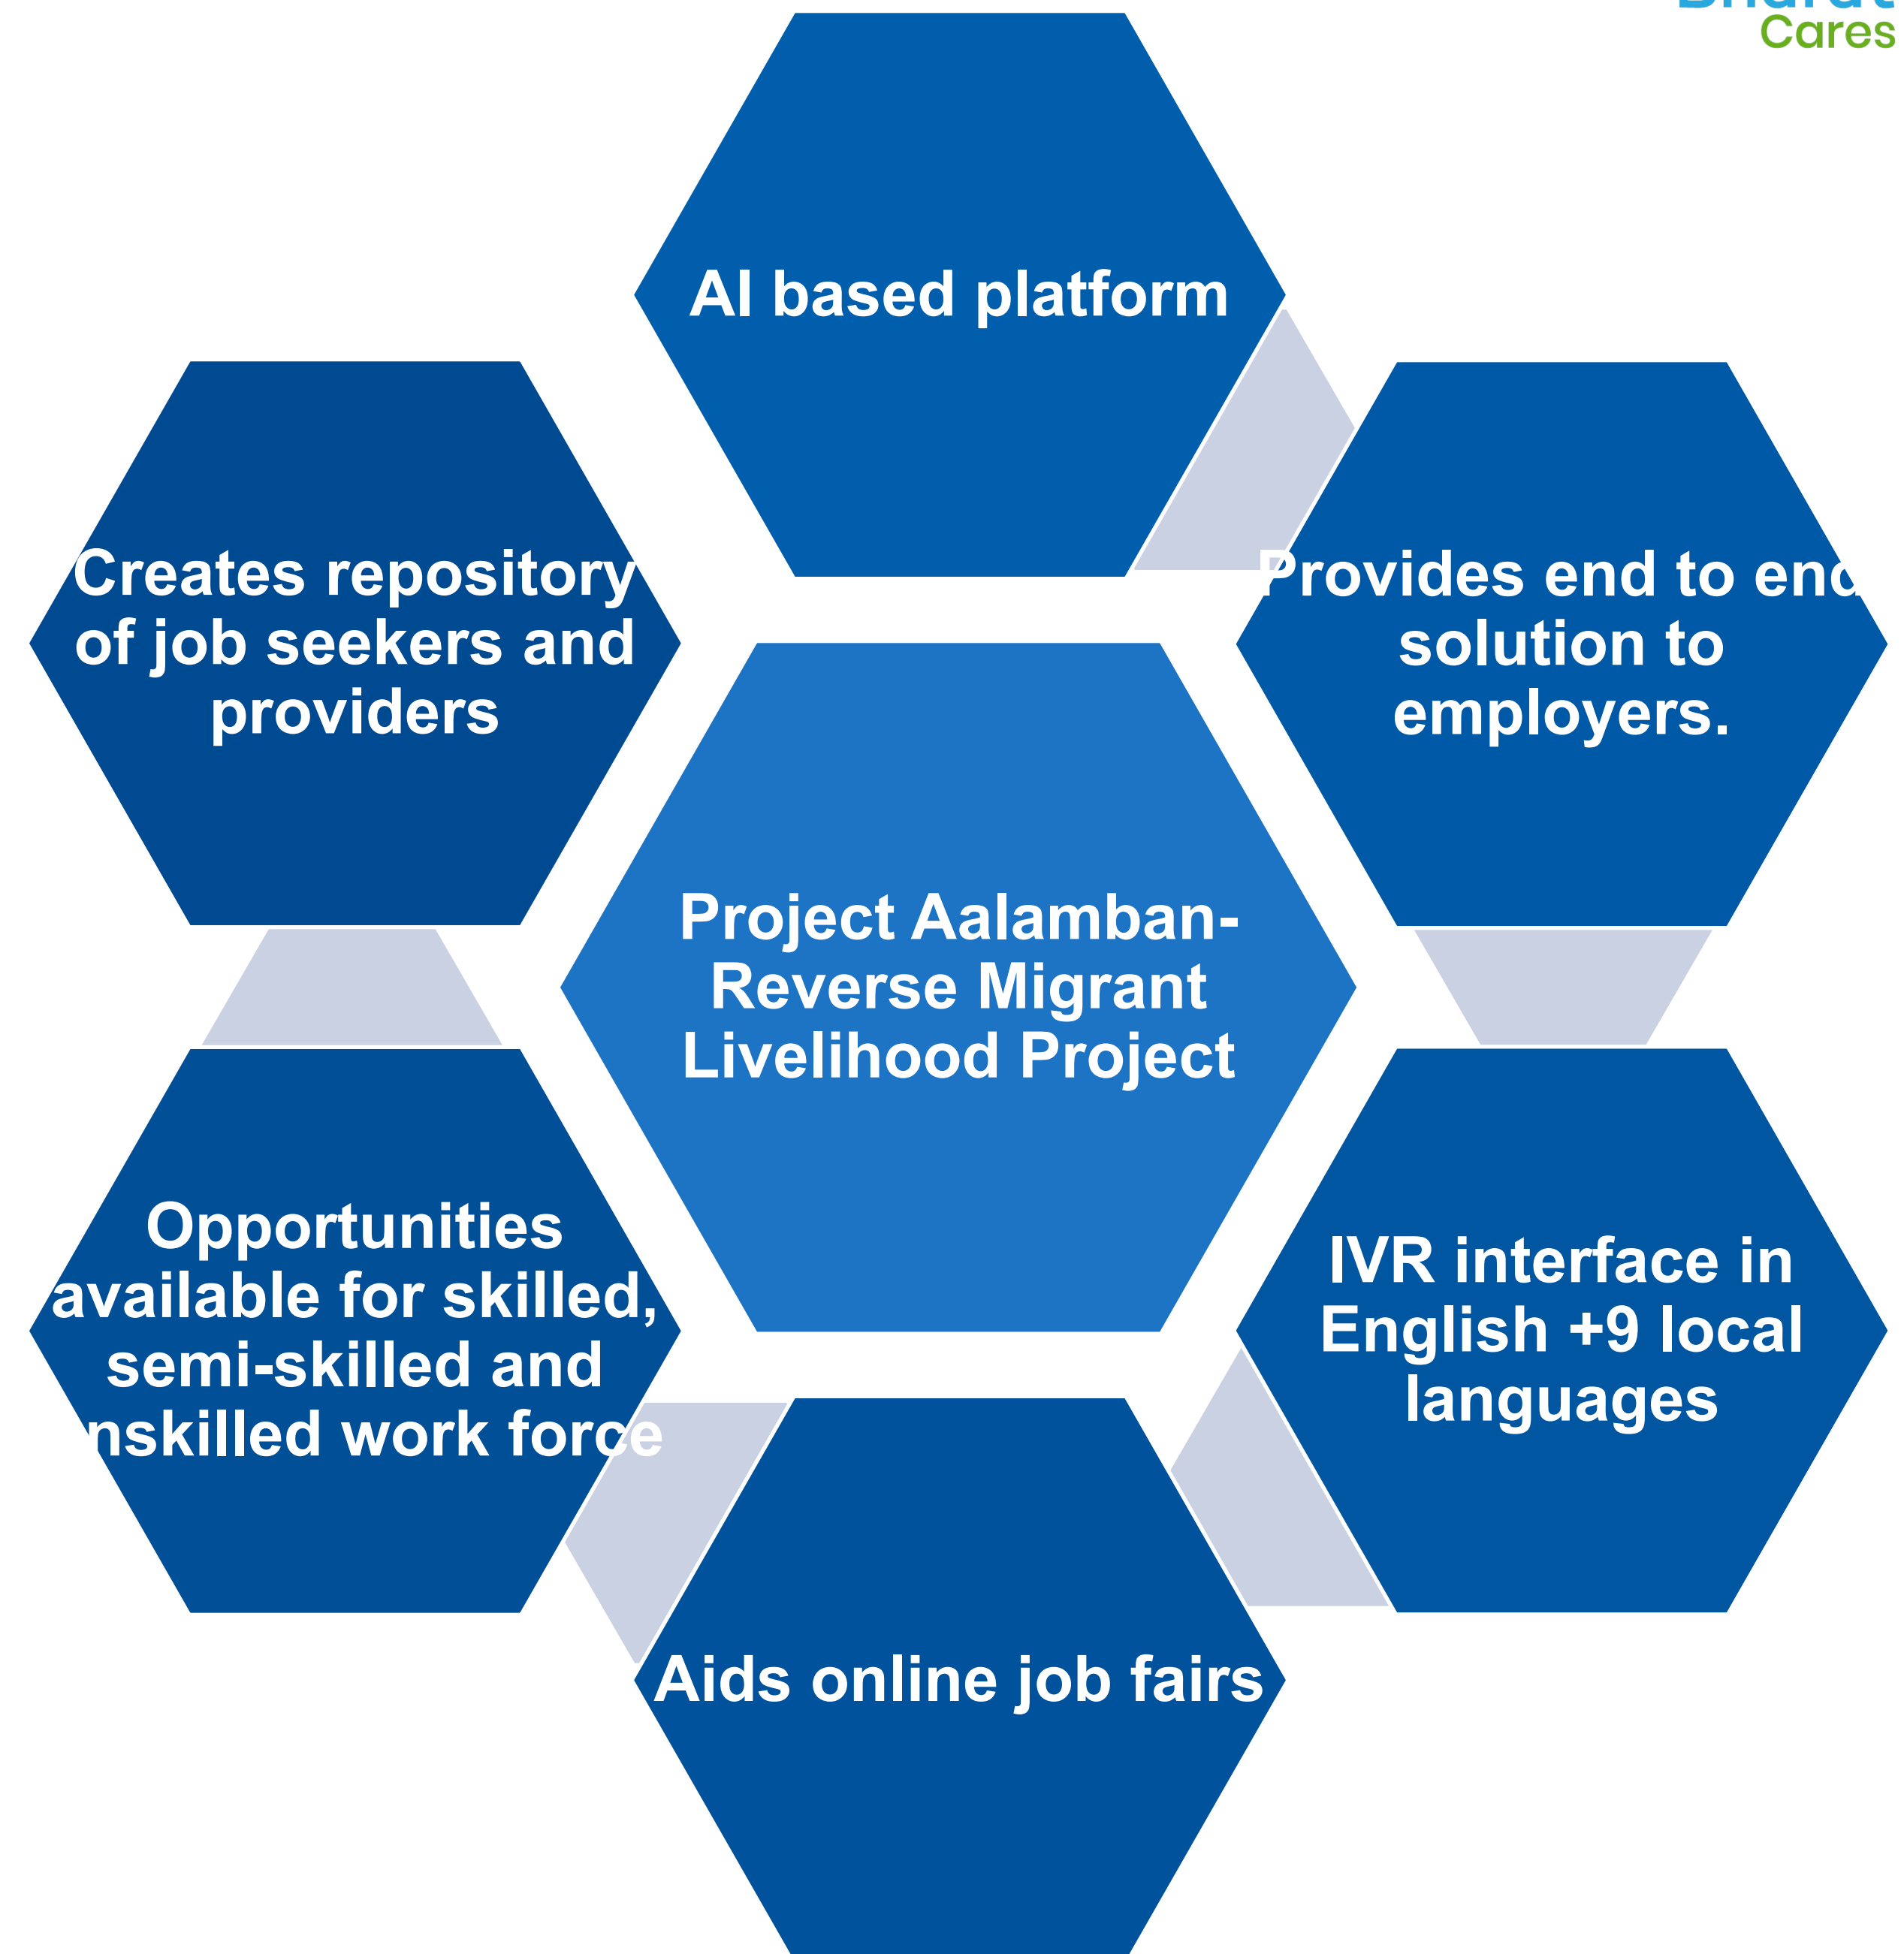 Bharat
Cares
AI based platform
Provides end to end
solution to
employers.
IVR interface in
English +9 local
languages
Aids online job fairs
Opportunities
available for skilled,
semi-skilled and
unskilled work force
Creates repository
of job seekers and
providers
Project Aalamban-
Reverse Migrant
Livelihood Project